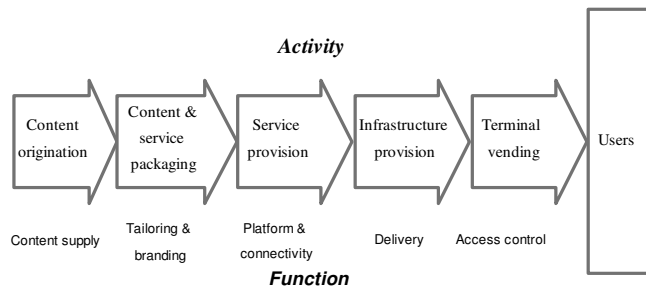 Activity
Content
origination
Content &
service
packaging
Service
provision
Infrastructure
provision
Terminal
vending
Users
Content supply
Tailoring &
branding
Platform &
connectivity
Delivery
Access control
Function